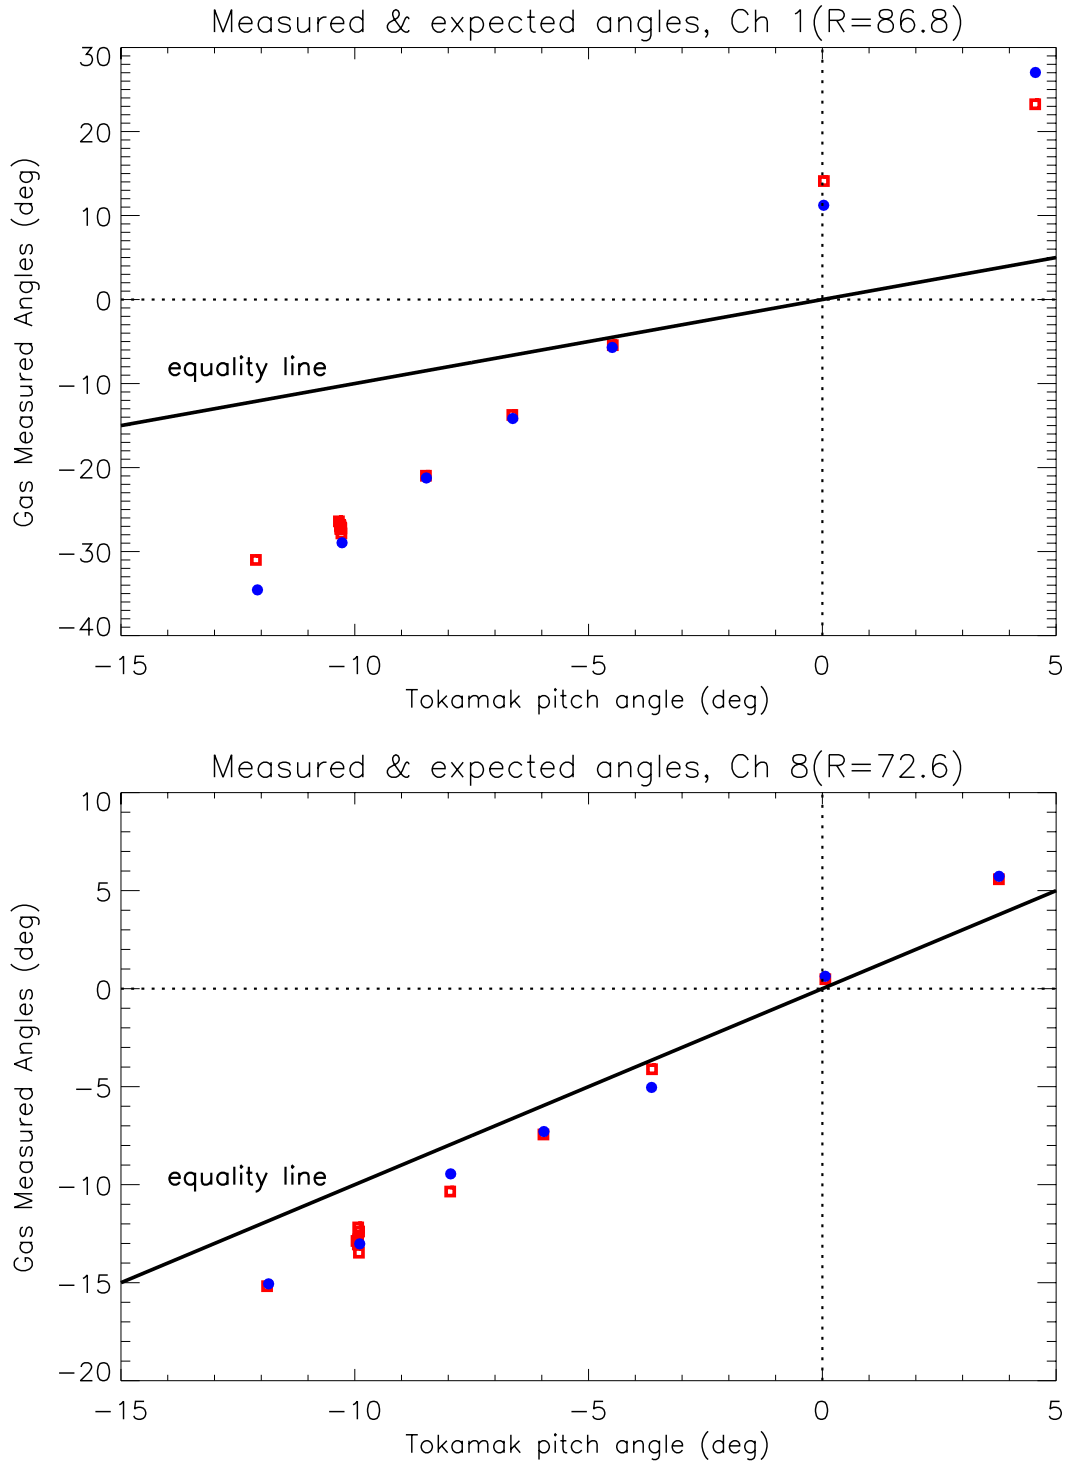 Measured & expected angles, Ch 1(R=86.8)
30
20
10
0
−10
−20
−30
−40
Gas Measured Angles (deg)
equality line
−15 −10 −5 0 5
Tokamak pitch angle (deg)
Measured & expected angles, Ch 8(R=72.6)
10
5
0
−5
−10
−15
−20
Gas Measured Angles (deg)
equality line
−15 −10 −5 0 5
Tokamak pitch angle (deg)